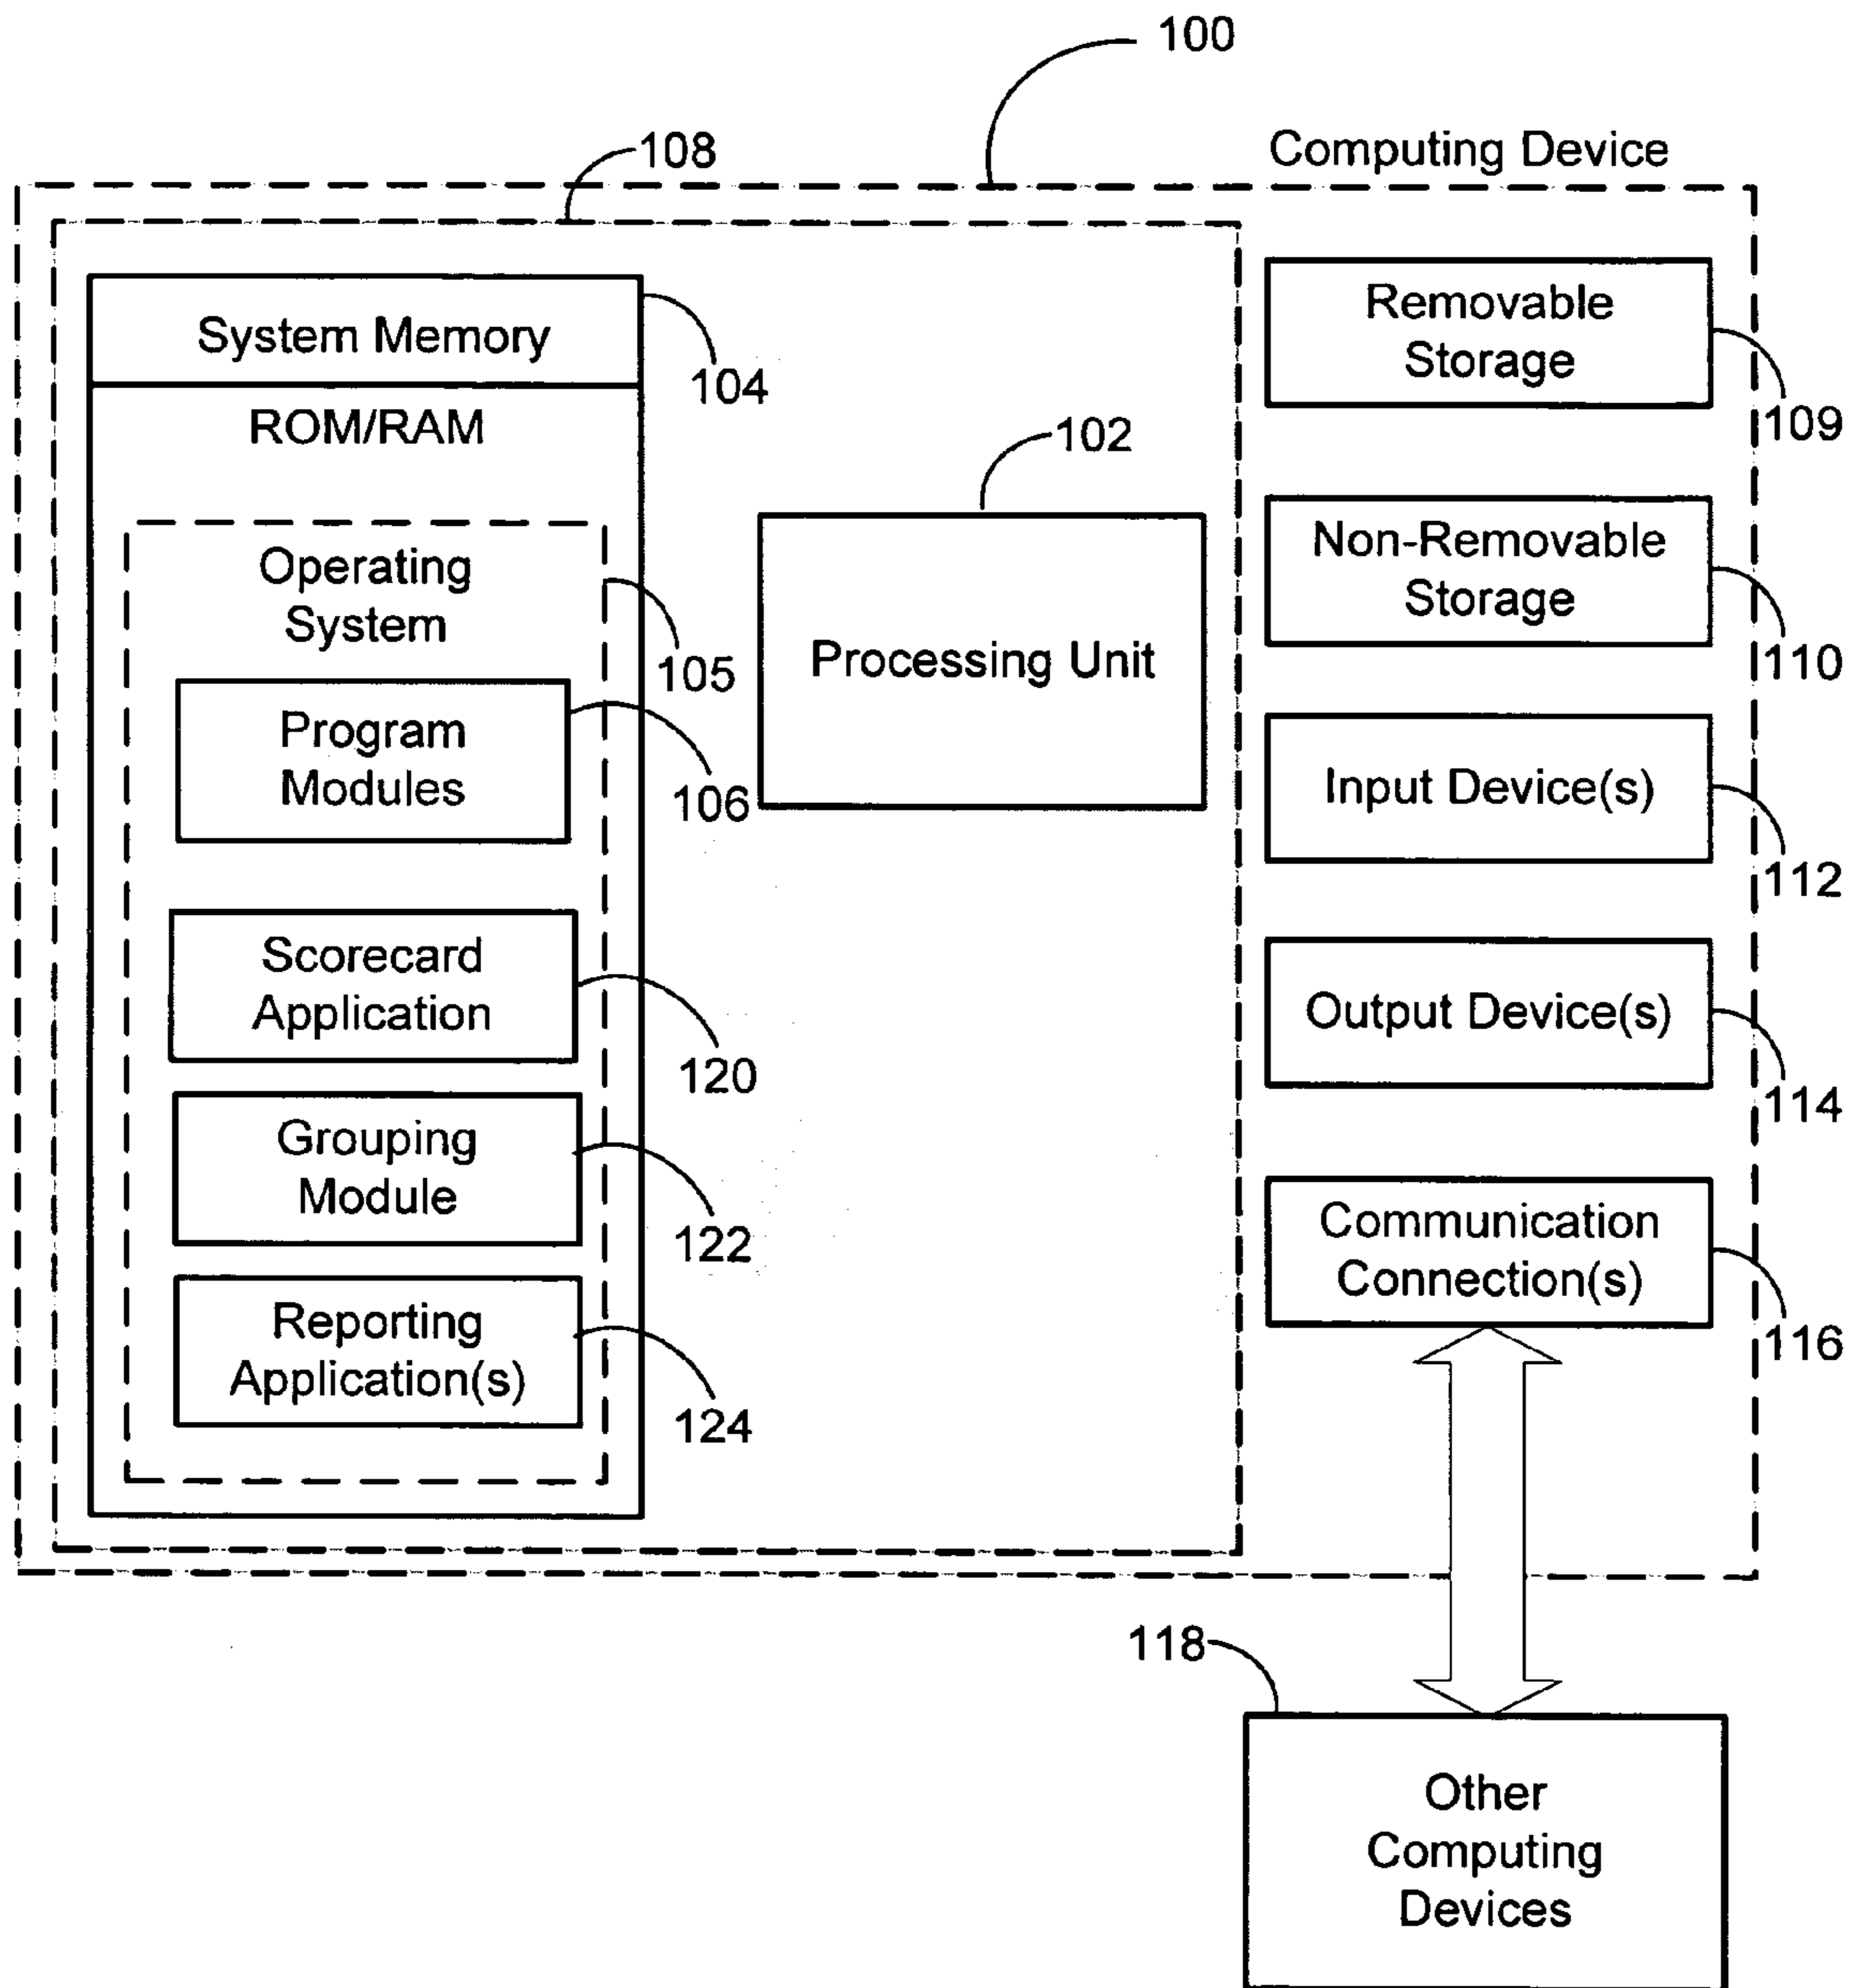 100
Computing Device
108
System Memory
104
ROM/RAM
Operating
System
105
Program
Modules
106
Scorecard
Application
120
Grouping
Module
122
Reporting
Application(s)
124
102
Processing Unit
Removable
Storage
109
Non-Removable
Storage
110
Input Device(s)
112
Output Device(s)
114
Communication
Connection(s)
116
118
Other
Computing
Devices